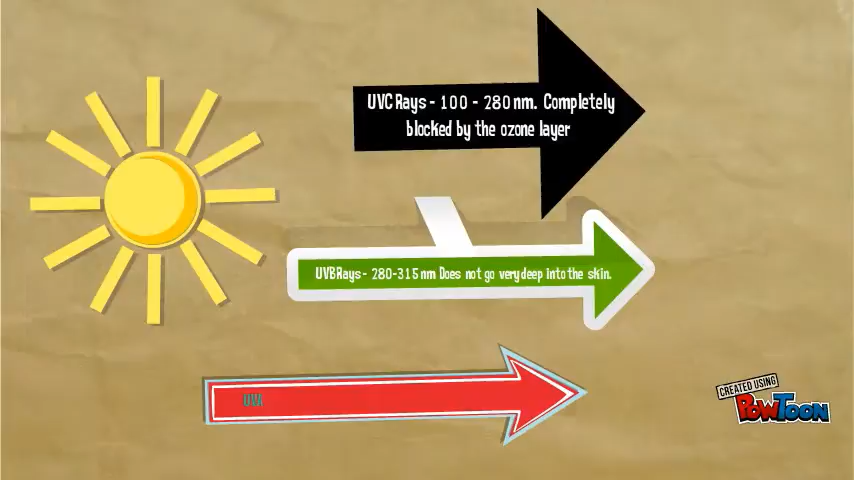 UVC Rays - 100 - 280 nm. Completely
blocked by the ozone layer
UVB Rays - 280-315 nm Does not go very deep into the skin.
UVA
CREATED USING
POWTOON